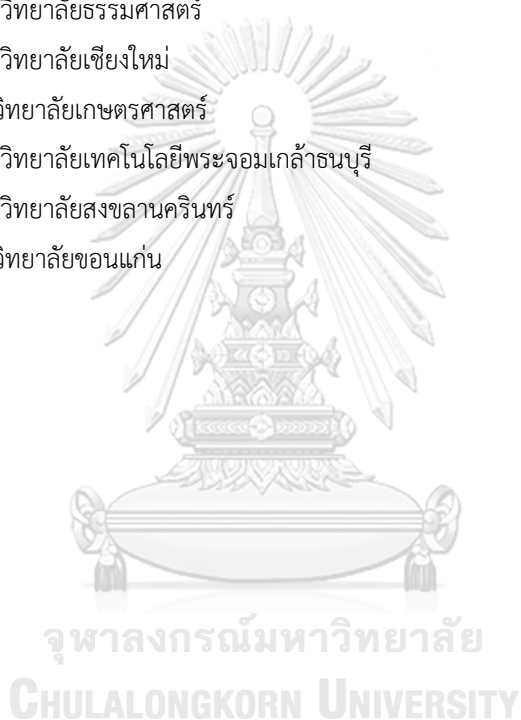 วิทยาลัยธรรมศาสตร์
วิทยาลัยเชียงใหม่
วิทยาลัยเกษตรศาสตร์
วิทยาลัยเทคโนโลยีพระจอมเกล้าธนบุรี
วิทยาลัยสงขลานครินทร์
วิทยาลัยขอนแก่น
จุฬาลงกรณ์มหาวิทยาลัย
CHULALONGKORN UNIVERSITY